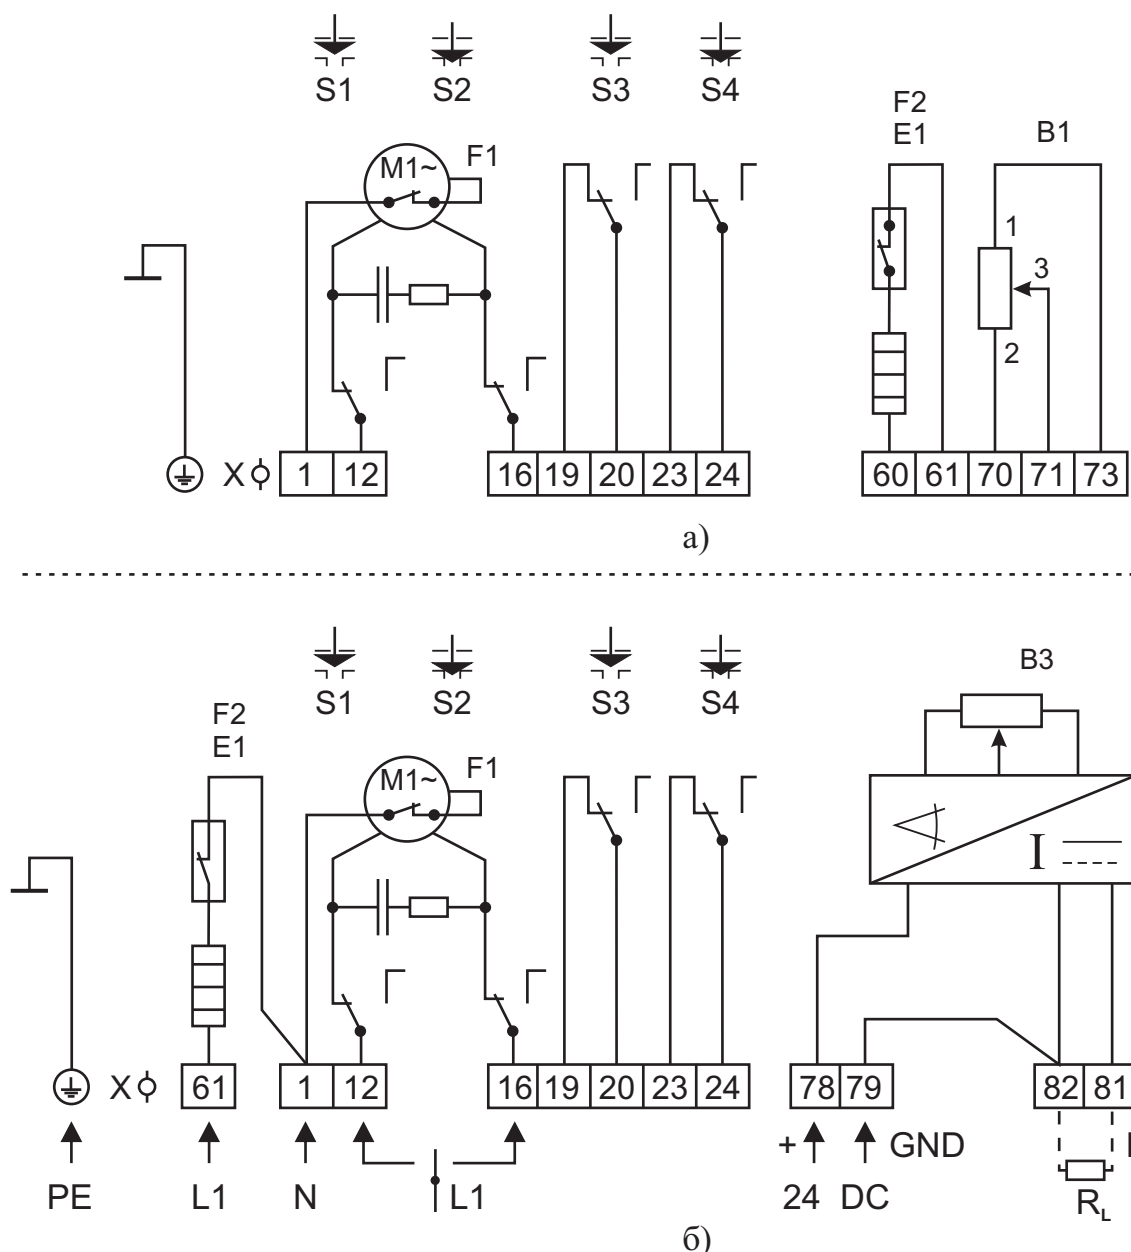 S1 S2 S3 S4
F2
E1 B1
M1~ F1
1
3
2
X 1 12 16 19 20 23 24 60 61 70 71 73
а)
S1 S2 S3 S4 B3
F2
E1
M1~ F1
I
X 61 1 12 16 19 20 23 24 78 79 82 81
+ GND
PE L1 N L1 24 DC RL
б)